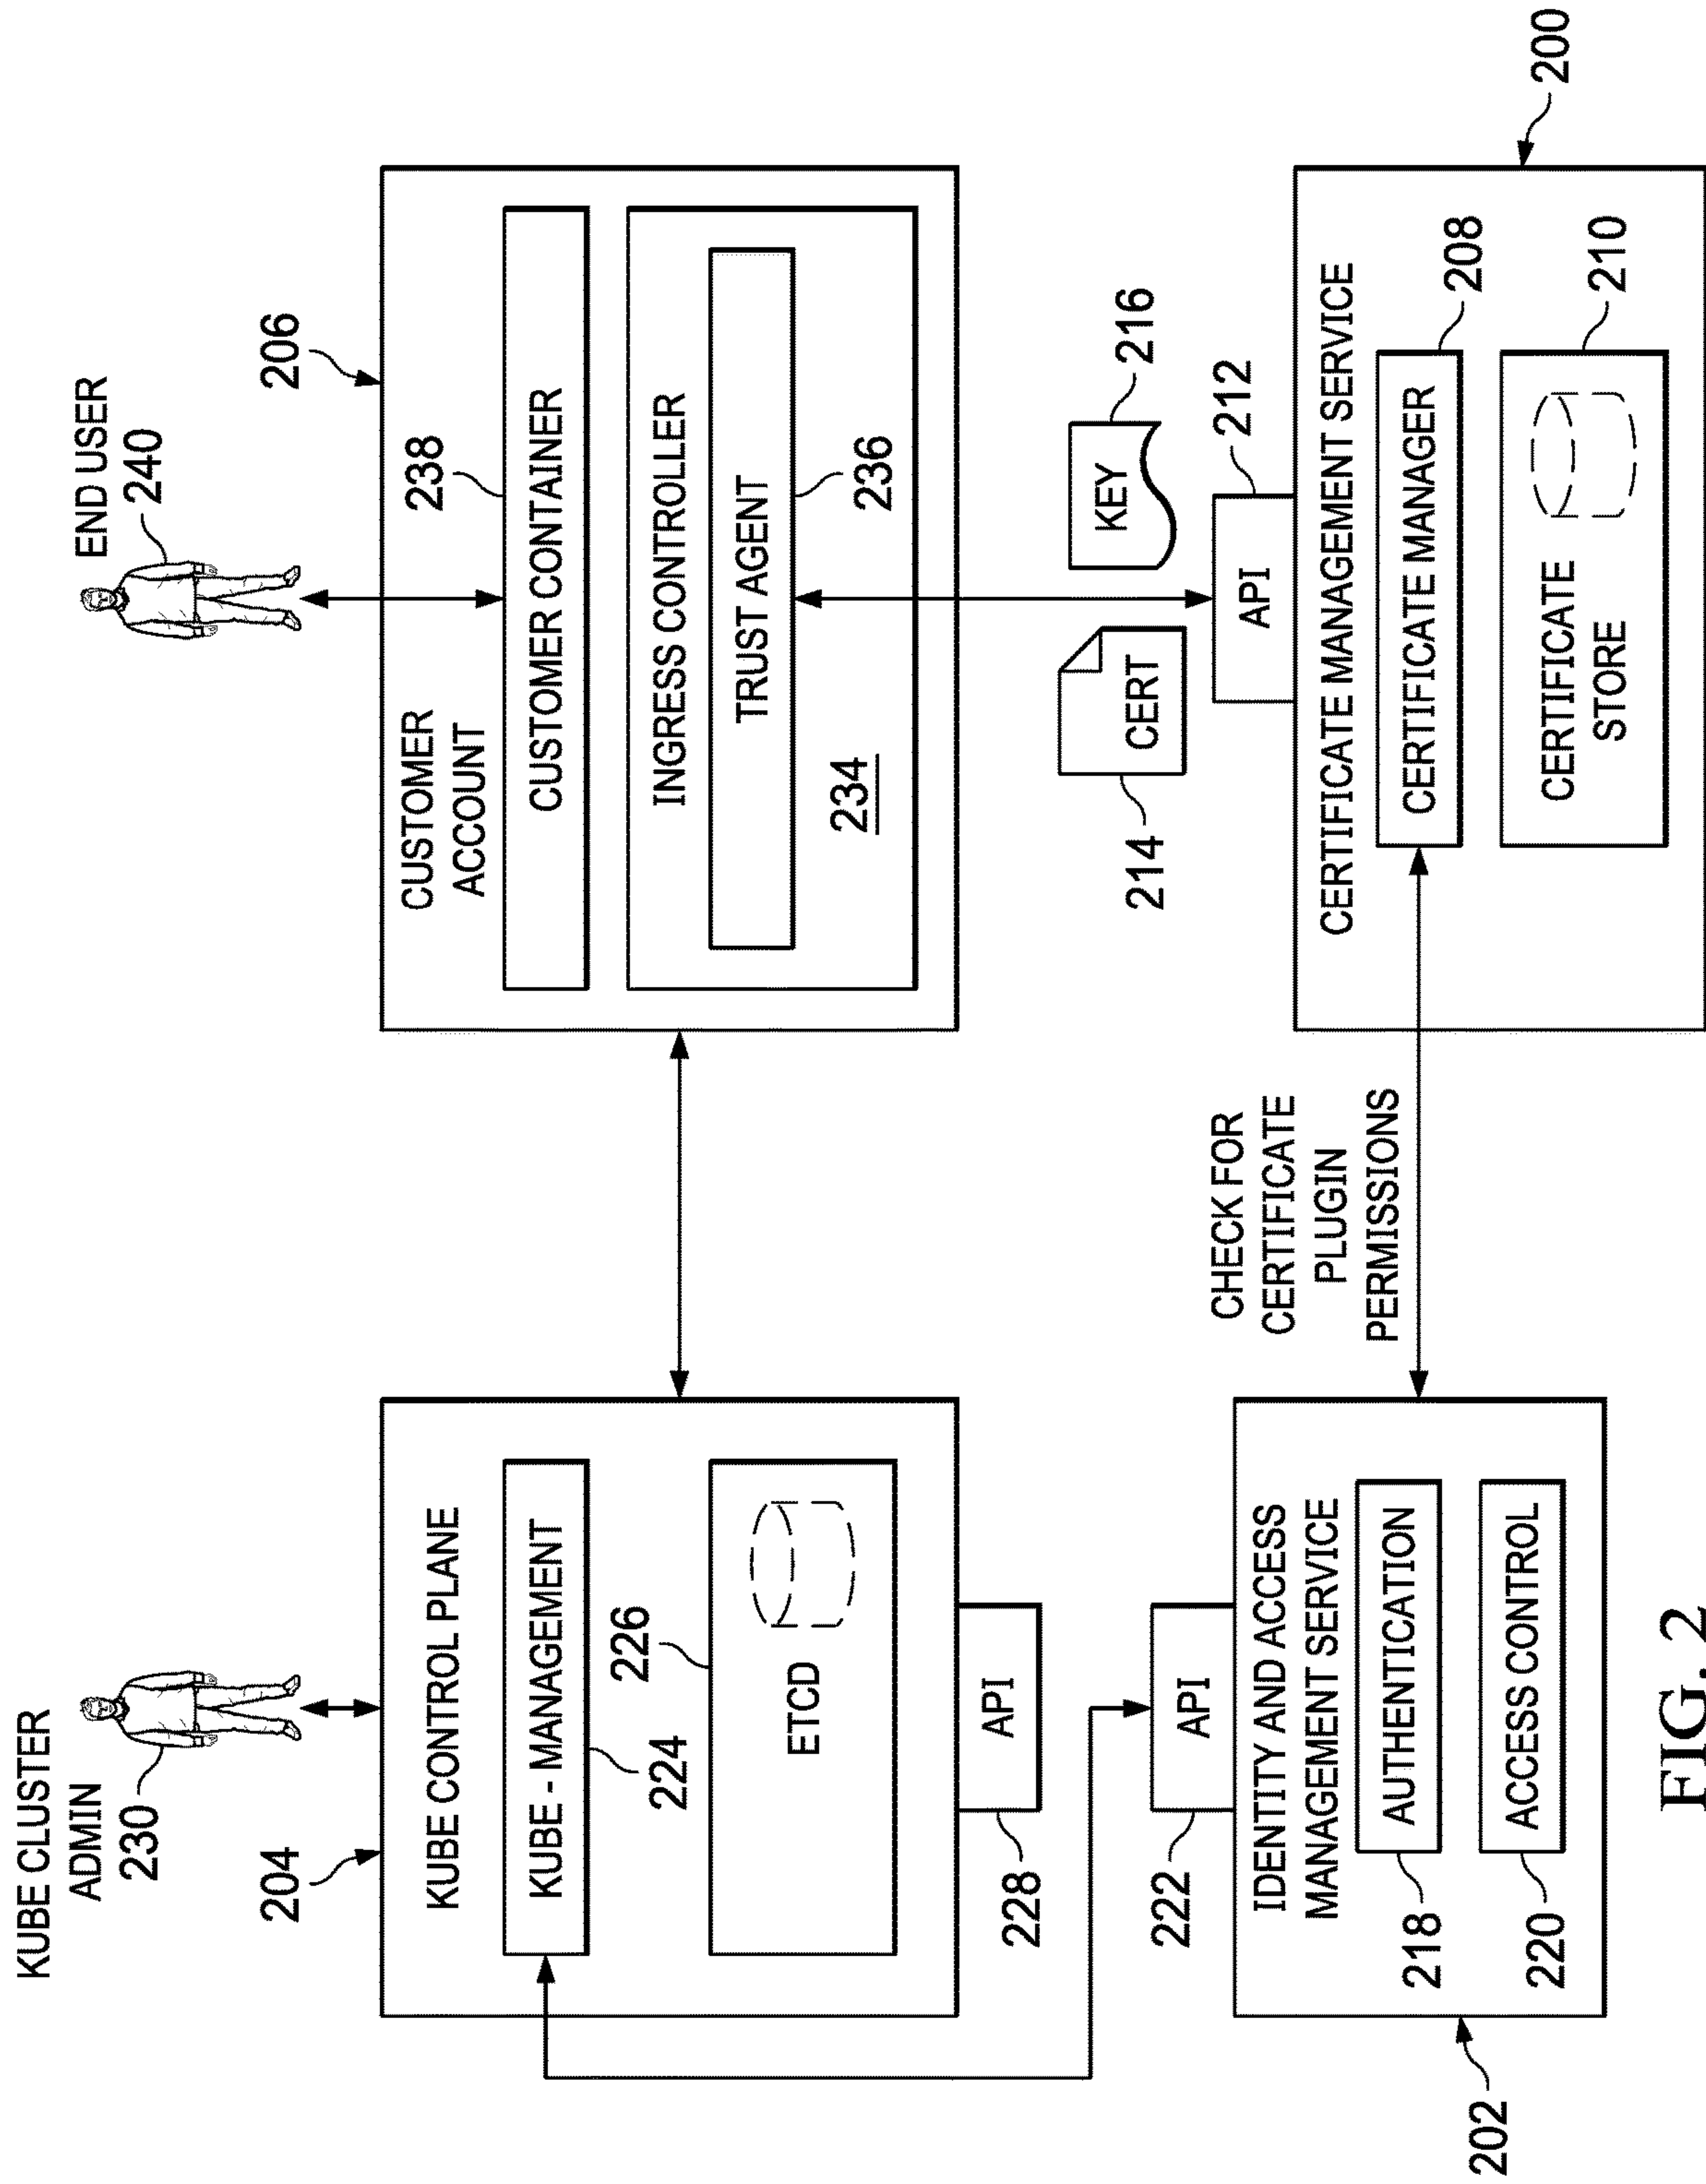 KUBE CLUSTER
ADMIN
230
END USER
240
204
206
KUBE CONTROL PLANE
KUBE - MANAGEMENT
224
226
ETCD
API
228
CUSTOMER
ACCOUNT
238
CUSTOMER CONTAINER
INGRESS CONTROLLER
TRUST AGENT
236
234
214
CERT
KEY
216
API
212
222
API
IDENTITY AND ACCESS
MANAGEMENT SERVICE
AUTHENTICATION
218
ACCESS CONTROL
220
202
CHECK FOR
CERTIFICATE
PLUGIN
PERMISSIONS
CERTIFICATE MANAGEMENT SERVICE
CERTIFICATE MANAGER
208
CERTIFICATE
STORE
210
200
FIG. 2